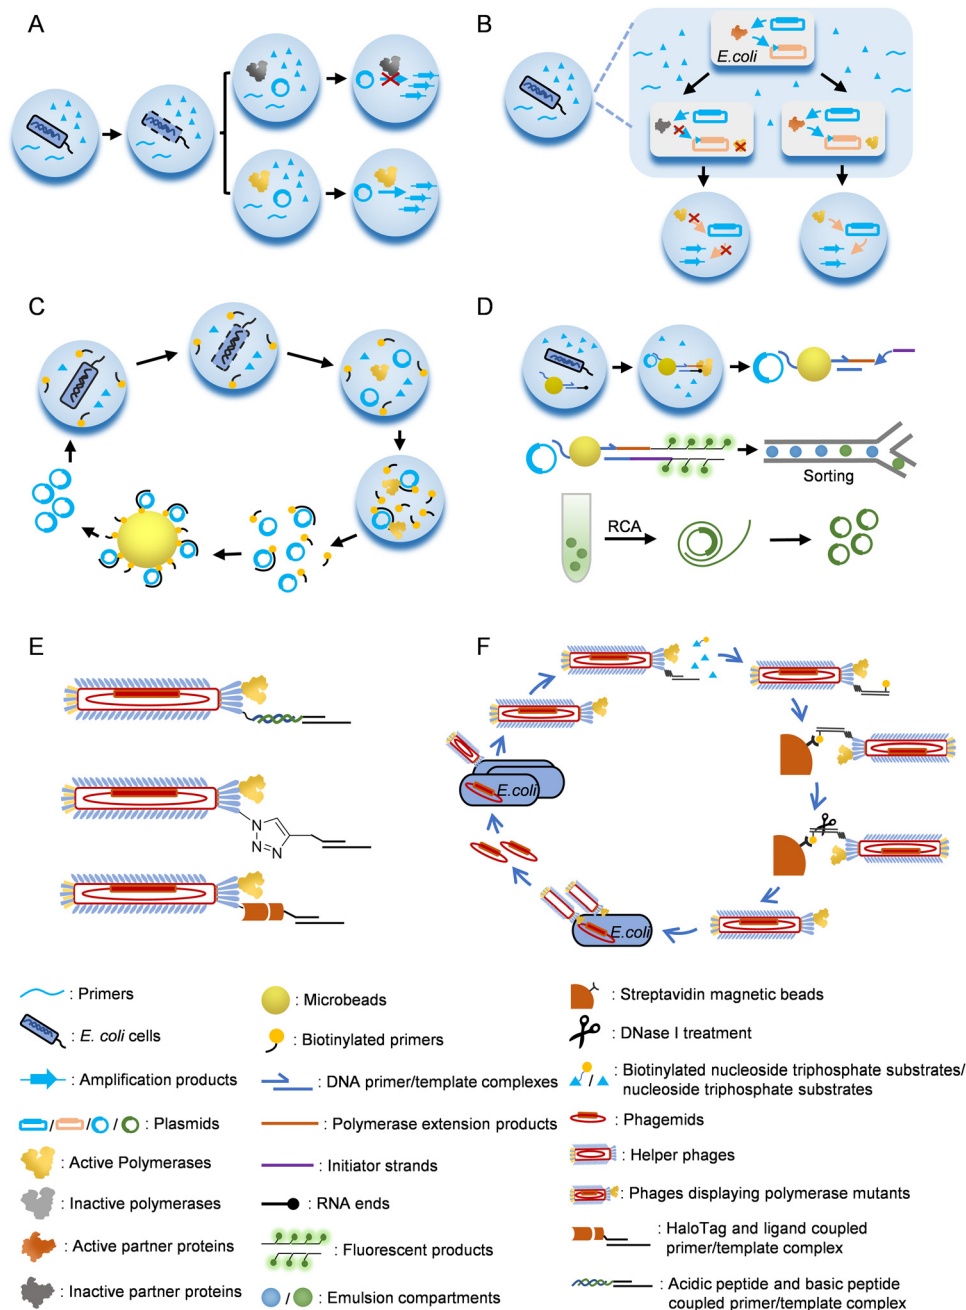 A
B
E.coli
C
D
Sorting
RCA
E
F
N
N
N
E.coli
E.coli
: Primers
: E. coli cells
: Amplification products
/ / / : Plasmids
: Active Polymerases
: Inactive polymerases
: Active partner proteins
: Inactive partner proteins
: Microbeads
: Biotinylated primers
: DNA primer/template complexes
: Polymerase extension products
: Initiator strands
: RNA ends
: Fluorescent products
/ : Emulsion compartments
: Streptavidin magnetic beads
: DNase I treatment
/ : Biotinylated nucleoside triphosphate substrates/
nucleoside triphosphate substrates
: Phagemids
: Helper phages
: Phages displaying polymerase mutants
: HaloTag and ligand coupled
primer/template complex
: Acidic peptide and basic peptide
coupled primer/template complex